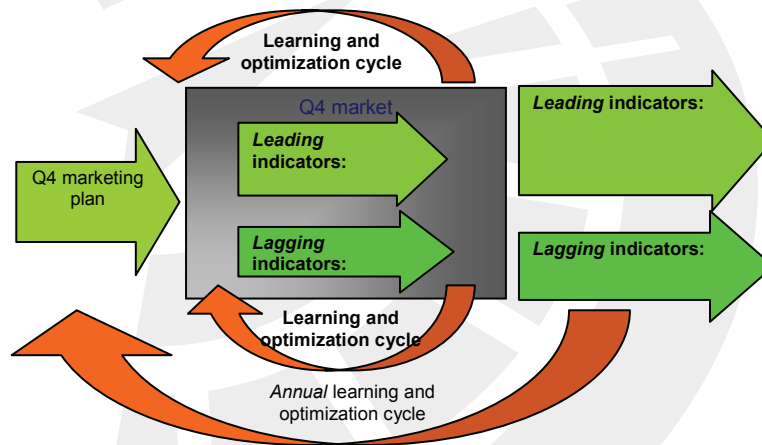 Learning and
optimization cycle
Q4 market
Leading indicators:
Leading
indicators:
Q4 marketing
plan
Lagging
indicators:
Lagging indicators:
Learning and
optimization cycle
Annual learning and
optimization cycle